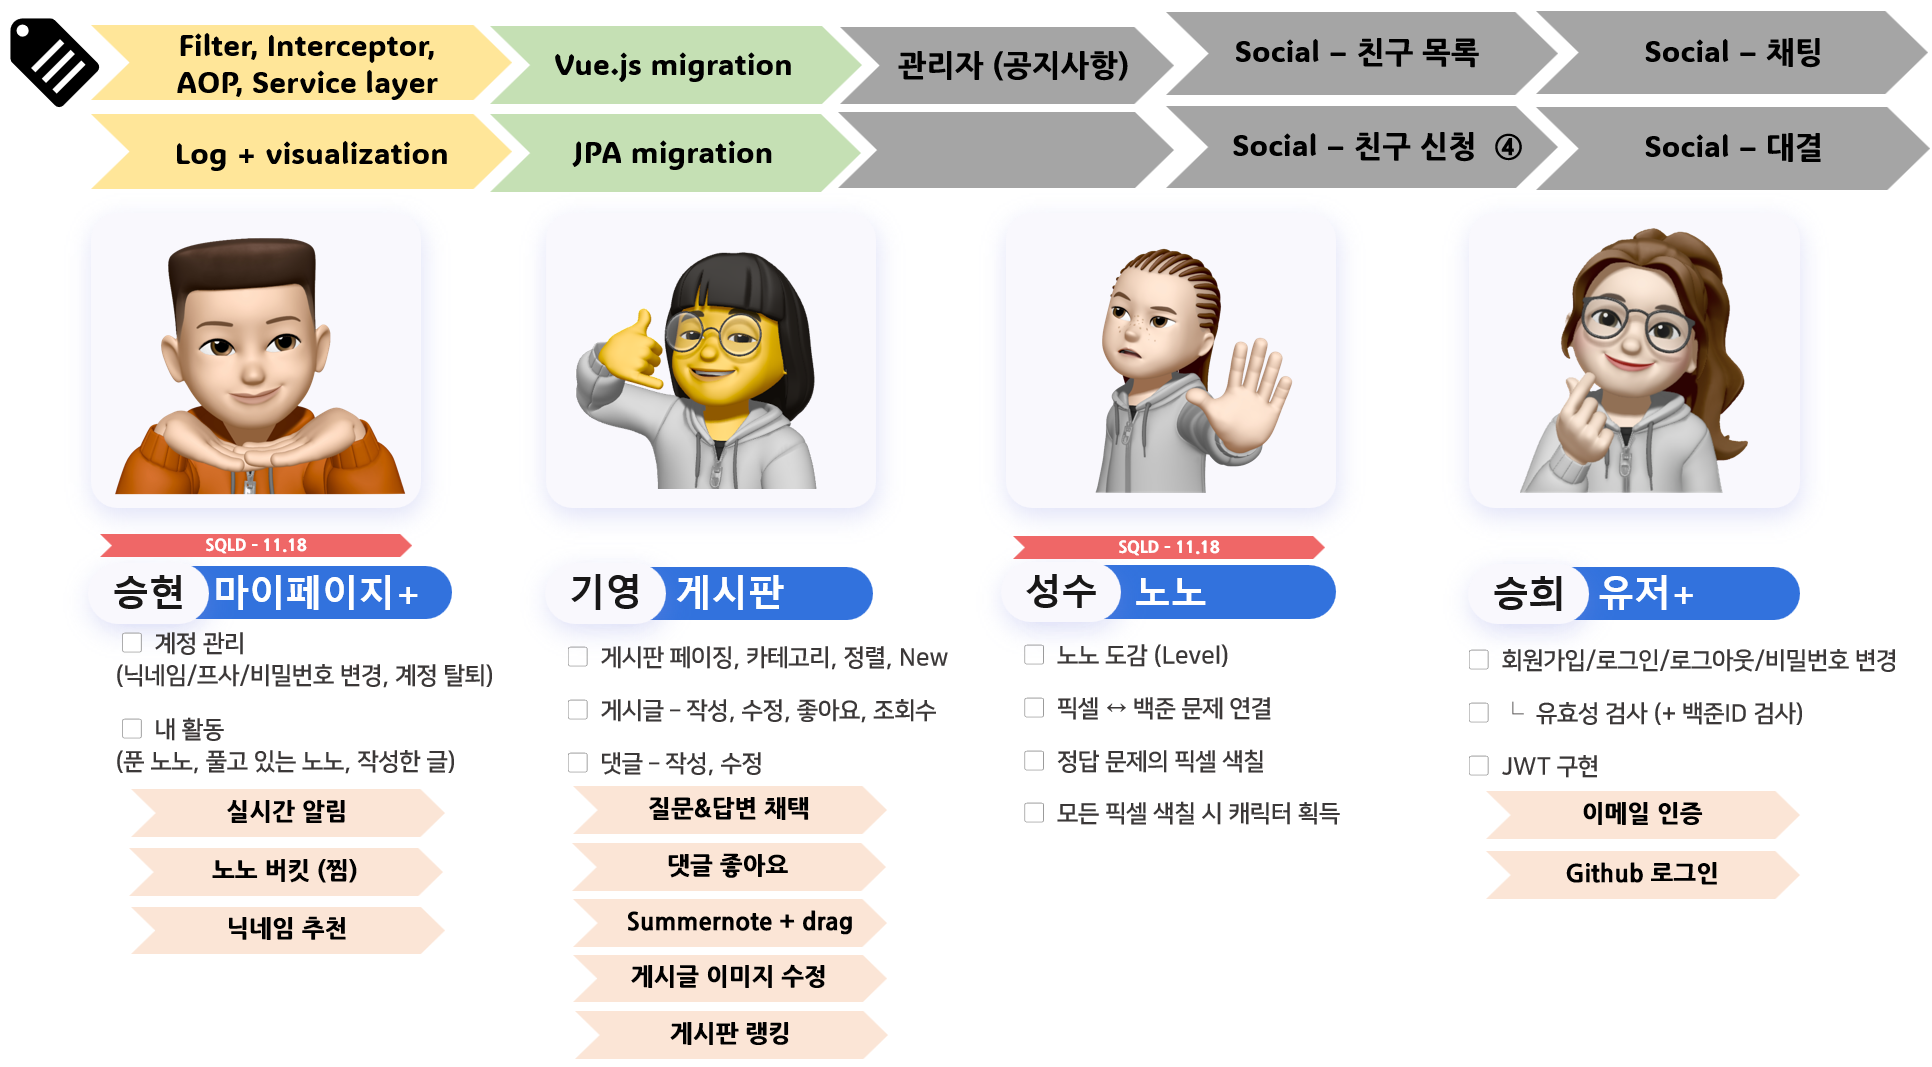 Filter, Interceptor,
AOP, Service layer
Vue.js migration
관리자 (공지사항)
Social – 친구 목록
Social – 채팅
Log + visualization
JPA migration
Social – 친구 신청 ④
Social – 대결
SQLD - 11.18
승현 마이페이지+
계정 관리
(닉네임/프사/비밀번호 변경, 계정 탈퇴)
내 활동
(푼 노노, 풀고 있는 노노, 작성한 글)
실시간 알림
노노 버킷 (찜)
닉네임 추천
기영 게시판
게시판 페이징, 카테고리, 정렬, New
게시글 – 작성, 수정, 좋아요, 조회수
댓글 – 작성, 수정
질문&답변 채택
댓글 좋아요
Summernote + drag
게시글 이미지 수정
게시판 랭킹
SQLD - 11.18
성수 노노
노노 도감 (Level)
픽셀 ↔ 백준 문제 연결
정답 문제의 픽셀 색칠
모든 픽셀 색칠 시 캐릭터 획득
승희 유저+
회원가입/로그인/로그아웃/비밀번호 변경
└ 유효성 검사 (+ 백준ID 검사)
JWT 구현
이메일 인증
Github 로그인